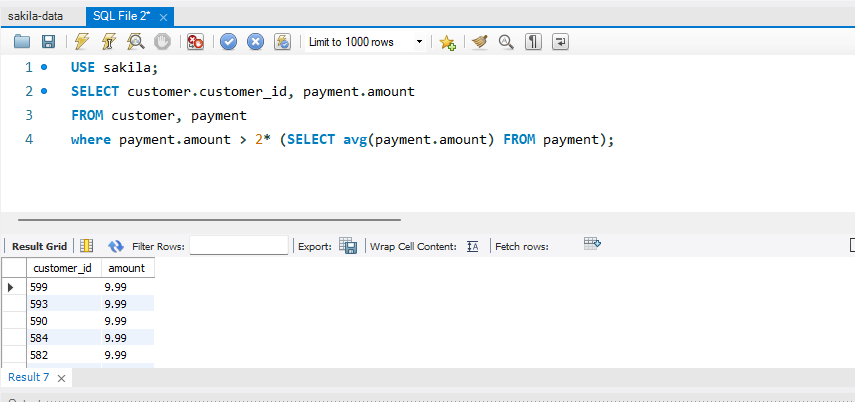 sakila-data SQL File 2* ×
Limit to 1000 rows
1 USE sakila;
2 SELECT customer.customer_id, payment.amount
3 FROM customer, payment
4 where payment.amount > 2* (SELECT avg(payment.amount) FROM payment);
Result Grid Filter Rows: Export: Wrap Cell Content: IA Fetch rows:
customer_id amount
599 9.99
593 9.99
590 9.99
584 9.99
582 9.99
Result 7 ×